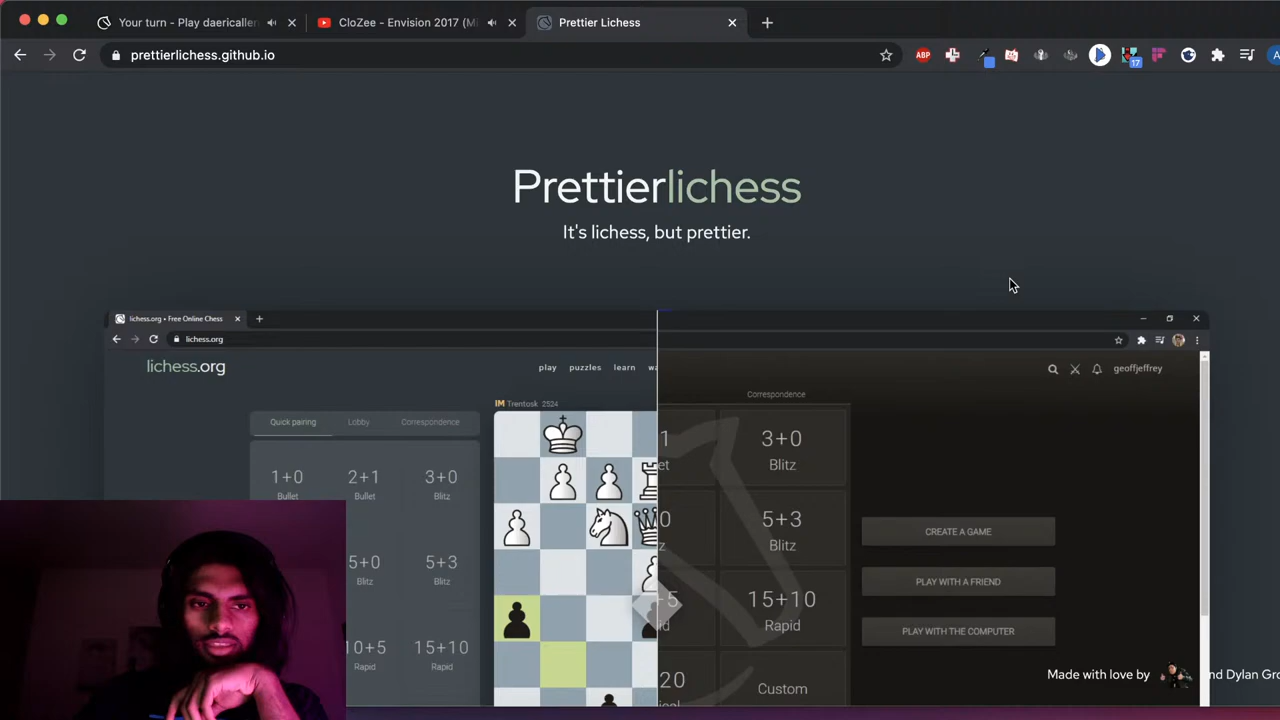 Your turn - Play daericaller
CloZee - Envision 2017 (M
Prettier Lichess
prettierlichess.github.io
ABP
17
A
Prettierlichess
It's lichess, but prettier.
lichess.org • Free Online Chess
lichess.org
lichess.org
play puzzles learn
geoffjeffrey
Correspondence
IM Trentosk 2524
Quick pairing Lobby Correspondence
1+0 2+1 3+0
Bullet Bullet Blitz
3+0
Blitz
5+0 5+3
Blitz Blitz
5+3
Blitz
CREATE A GAME
PLAY WITH A FRIEND
PLAY WITH THE COMPUTER
10+5 15+10
Rapid Rapid
15+10
Rapid
Custom
Made with love by and Dylan Gr